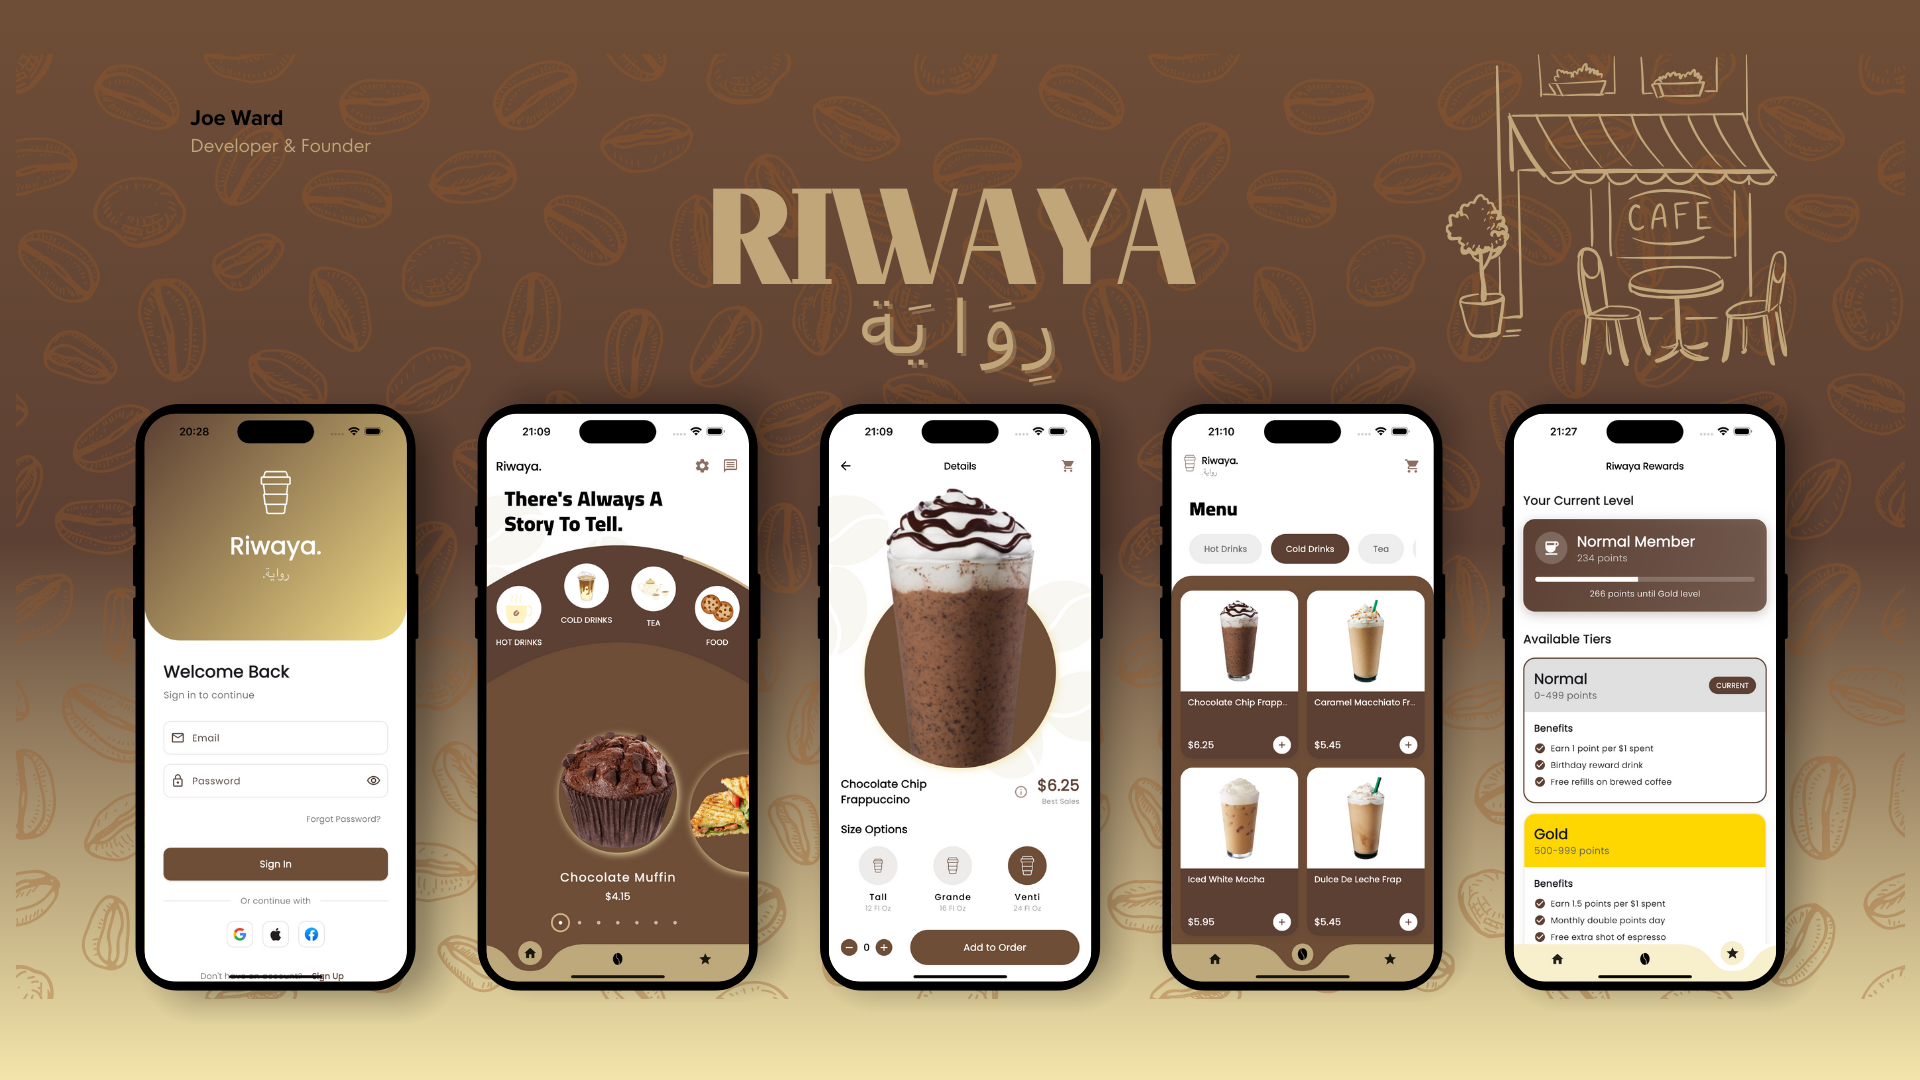 Joe Ward
Developer & Founder
RIWAYA
رِوَايَة
CAFE
20:28
Riwaya.
رواية.
Welcome Back
Sign in to continue
Email
Password
Forgot Password?
Sign In
Or continue with
Don't have an account? Sign Up
21:09
Riwaya.
There's Always A
Story To Tell.
HOT DRINKS
COLD DRINKS
TEA
FOOD
Chocolate Muffin
$4.15
21:09
Details
Chocolate Chip
Frappuccino
$6.25
Best Sales
Size Options
Tall
12 Fl Oz
Grande
16 Fl Oz
Venti
24 Fl Oz
0
Add to Order
21:10
Riwaya.
رواية.
Menu
Hot Drinks
Cold Drinks
Tea
Chocolate Chip Frapp...
$6.25
Caramel Macchiato Fr...
$5.45
Iced White Mocha
$5.95
Dulce De Leche Frap
$5.45
21:27
Riwaya Rewards
Your Current Level
Normal Member
234 points
266 points until Gold level
Available Tiers
Normal
0-499 points
CURRENT
Benefits
Earn 1 point per $1 spent
Birthday reward drink
Free refills on brewed coffee
Gold
500-999 points
Benefits
Earn 1.5 points per $1 spent
Monthly double points day
Free extra shot of espresso